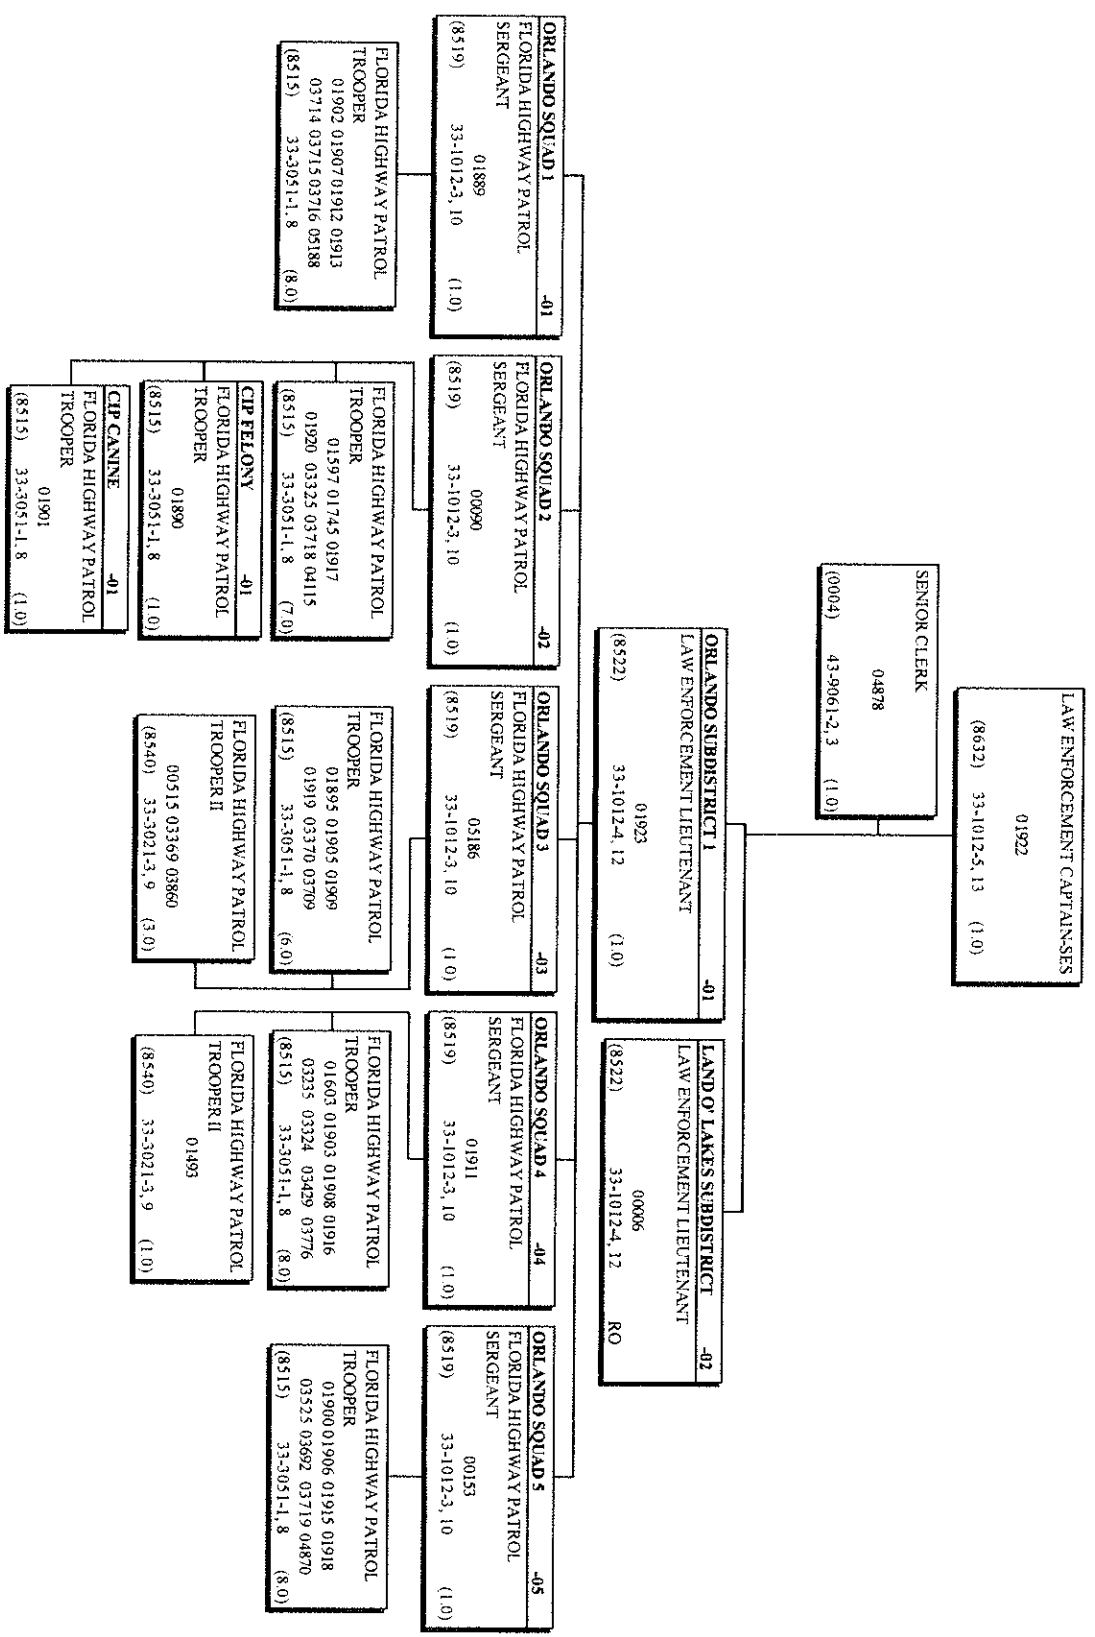 LAW ENFORCEMENT CAPTAIN-SES
01922
(8632) 33-1012-5, 13 (1.0)
SENIOR CLERK
04878
(0004) 43-9061-2, 3 (1.0)
ORLANDO SUBDISTRICT 1 -01
LAW ENFORCEMENT LIEUTENANT
01923
(8522) 33-1012-4, 12 (1.0)
LAND O' LAKES SUBDISTRICT -02
LAW ENFORCEMENT LIEUTENANT
00006
(8522) 33-1012-4, 12 RO
ORLANDO SQUAD 1 -01
FLORIDA HIGHWAY PATROL
SERGEANT
01889
(8519) 33-1012-3, 10 (1.0)
FLORIDA HIGHWAY PATROL
TROOPER
01902 01907 01912 01913
03714 03715 03716 05188
(8515) 33-3051-1, 8 (8.0)
ORLANDO SQUAD 2 -02
FLORIDA HIGHWAY PATROL
SERGEANT
00090
(8519) 33-1012-3, 10 (1.0)
FLORIDA HIGHWAY PATROL
TROOPER
01597 01745 01917
01920 03325 03718 04115
(8515) 33-3051-1, 8 (7.0)
CIP FELONY -01
FLORIDA HIGHWAY PATROL
TROOPER
01890
(8515) 33-3051-1, 8 (1.0)
CIP CANINE -01
FLORIDA HIGHWAY PATROL
TROOPER
01901
(8515) 33-3051-1, 8 (1.0)
ORLANDO SQUAD 3 -03
FLORIDA HIGHWAY PATROL
SERGEANT
05186
(8519) 33-1012-3, 10 (1.0)
FLORIDA HIGHWAY PATROL
TROOPER
01895 01905 01909
01919 03370 03709
(8515) 33-3051-1, 8 (6.0)
FLORIDA HIGHWAY PATROL
TROOPER II
00515 03369 03860
(8540) 33-3021-3, 9 (3.0)
ORLANDO SQUAD 4 -04
FLORIDA HIGHWAY PATROL
SERGEANT
01911
(8519) 33-1012-3, 10 (1.0)
FLORIDA HIGHWAY PATROL
TROOPER
01603 01903 01908 01916
03235 03324 03429 03776
(8515) 33-3051-1, 8 (8.0)
FLORIDA HIGHWAY PATROL
TROOPER II
01493
(8540) 33-3021-3, 9 (1.0)
ORLANDO SQUAD 5 -05
FLORIDA HIGHWAY PATROL
SERGEANT
00153
(8519) 33-1012-3, 10 (1.0)
FLORIDA HIGHWAY PATROL
TROOPER
01900 01906 01915 01918
03525 03692 03719 04870
(8515) 33-3051-1, 8 (8.0)